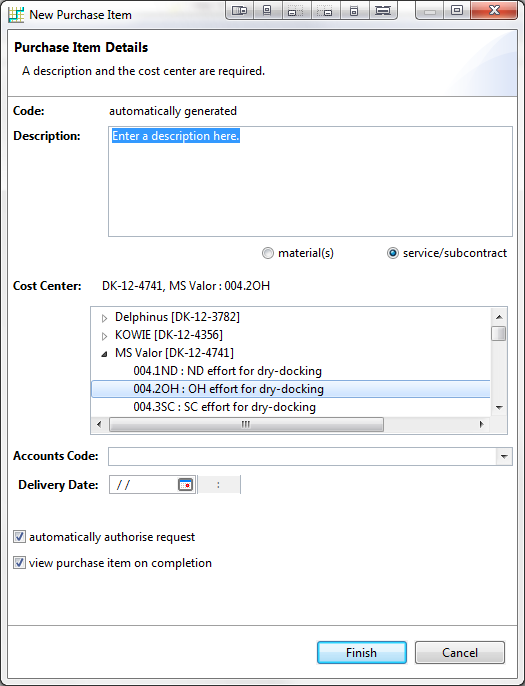 New Purchase Item
Purchase Item Details
A description and the cost center are required.
Code: automatically generated
Description: Enter a description here.
material(s) service/subcontract
Cost Center: DK-12-4741, MS Valor : 004.2OH
Delphinus [DK-12-3782]
KOWIE [DK-12-4356]
MS Valor [DK-12-4741]
004.1ND : ND effort for dry-docking
004.2OH : OH effort for dry-docking
004.3SC : SC effort for dry-docking
Accounts Code:
Delivery Date: / / :
automatically authorise request
view purchase item on completion
Finish Cancel